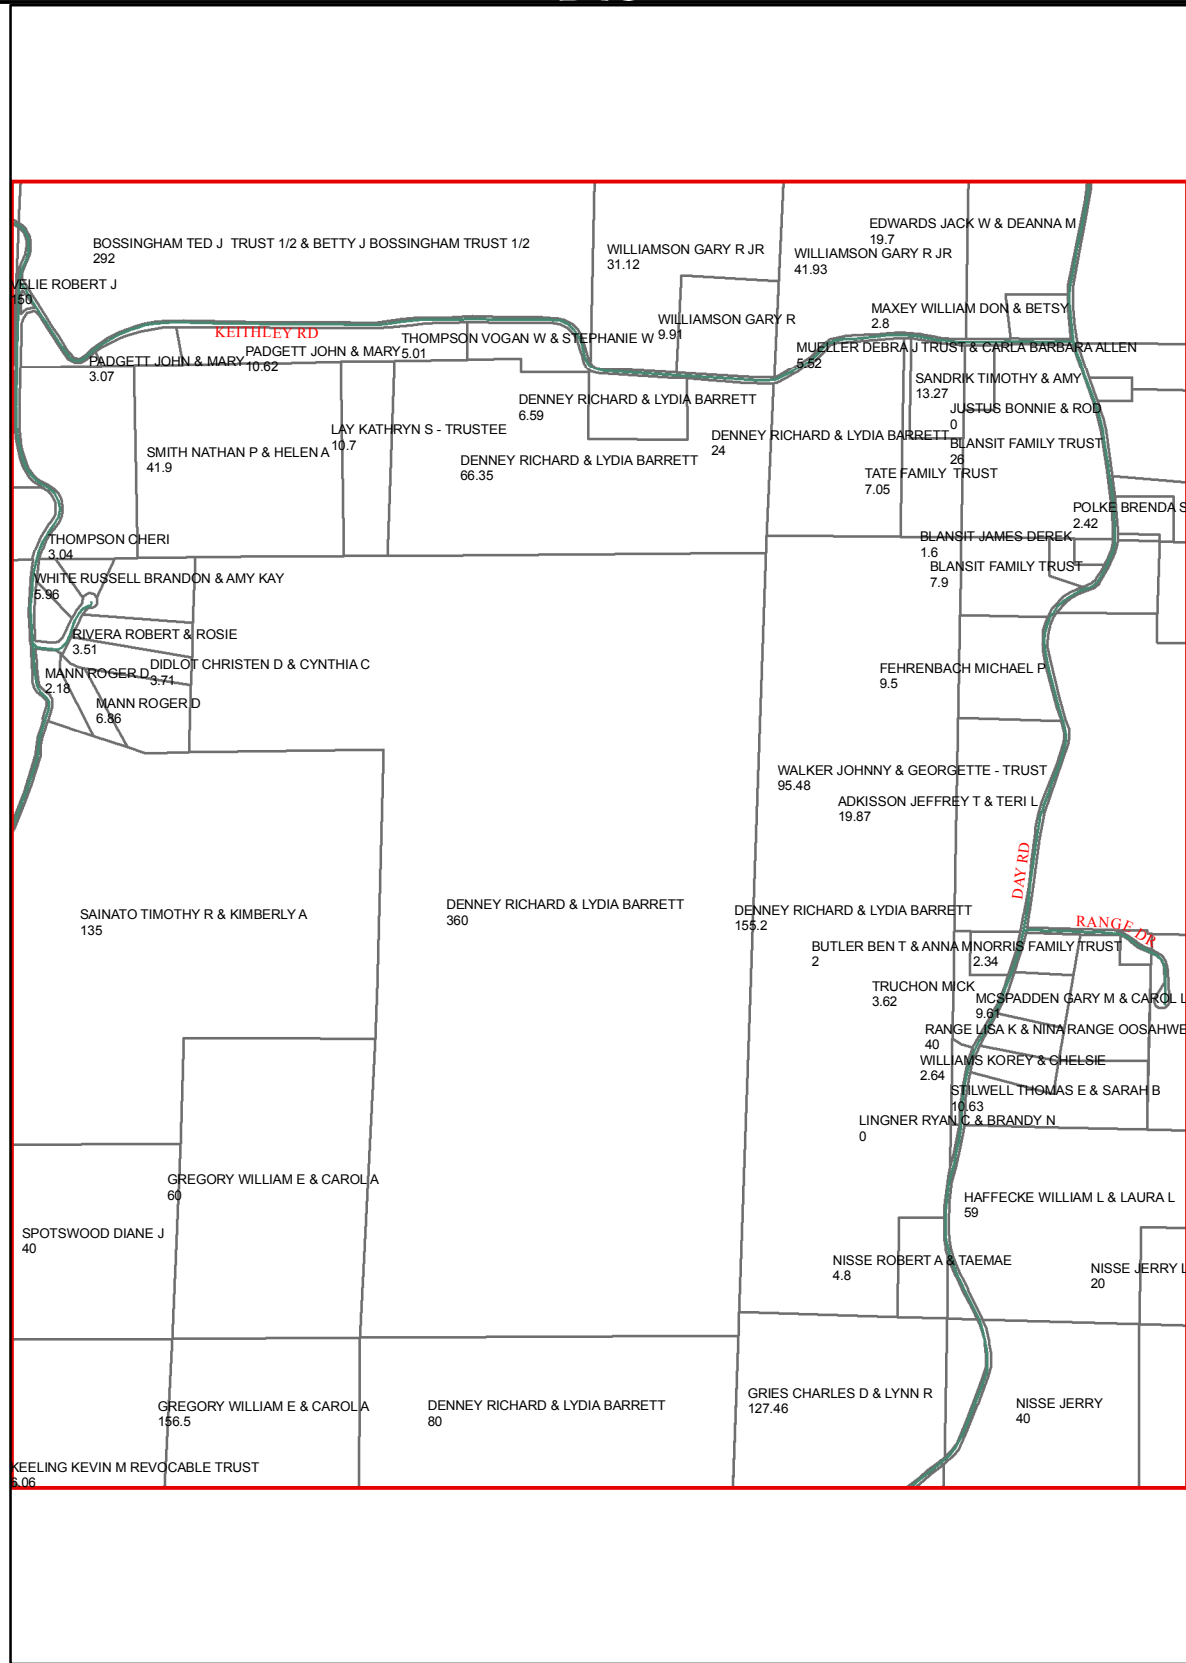 EDWARDS JACK W & DEANNA M
19.7
BOSSINGHAM TED J  TRUST 1/2 & BETTY J BOSSINGHAM TRUST 1/2
292
WILLIAMSON GARY R JR
31.12
WILLIAMSON GARY R JR
41.93
VELIE ROBERT J
150
MAXEY WILLIAM DON & BETSY
2.8
WILLIAMSON GARY R
9.91
KEITHLEY RD
THOMPSON VOGAN W & STEPHANIE W
5.01
MUELLER DEBRA J TRUST & CARLA BARBARA ALLEN
5.52
PADGETT JOHN & MARY
10.62
PADGETT JOHN & MARY
3.07
SANDRIK TIMOTHY & AMY
13.27
DENNEY RICHARD & LYDIA BARRETT
6.59
JUSTUS BONNIE & ROD
0
LAY KATHRYN S - TRUSTEE
10.7
DENNEY RICHARD & LYDIA BARRETT
24
BLANSIT FAMILY TRUST
26
SMITH NATHAN P & HELEN A
41.9
DENNEY RICHARD & LYDIA BARRETT
66.35
TATE FAMILY  TRUST
7.05
POLKE BRENDA S
2.42
THOMPSON CHERI
3.04
BLANSIT JAMES DEREK
1.6
BLANSIT FAMILY TRUST
7.9
WHITE RUSSELL BRANDON & AMY KAY
5.96
RIVERA ROBERT & ROSIE
3.51
DIDLOT CHRISTEN D & CYNTHIA C
3.71
MANN ROGER D
2.18
FEHRENBACH MICHAEL P
9.5
MANN ROGER D
6.86
WALKER JOHNNY & GEORGETTE - TRUST
95.48
ADKISSON JEFFREY T & TERI L
19.87
DAY RD
DENNEY RICHARD & LYDIA BARRETT
360
DENNEY RICHARD & LYDIA BARRETT
155.2
SAINATO TIMOTHY R & KIMBERLY A
135
RANGE DR
BUTLER BEN T & ANNA M
2
NORRIS FAMILY TRUST
2.34
TRUCHON MICK
3.62
MCSPADDEN GARY M & CAROL L
9.61
RANGE LISA K & NINA RANGE OOSAHWE
40
WILLIAMS KOREY & CHELSIE
2.64
STILWELL THOMAS E & SARAH B
10.63
LINGNER RYAN C & BRANDY N
0
GREGORY WILLIAM E & CAROL A
60
HAFFECKE WILLIAM L & LAURA L
59
SPOTSWOOD DIANE J
40
NISSE ROBERT A & TAEMAE
4.8
NISSE JERRY L
20
GRIES CHARLES D & LYNN R
127.46
GREGORY WILLIAM E & CAROL A
156.5
DENNEY RICHARD & LYDIA BARRETT
80
NISSE JERRY
40
KEELING KEVIN M REVOCABLE TRUST
6.06